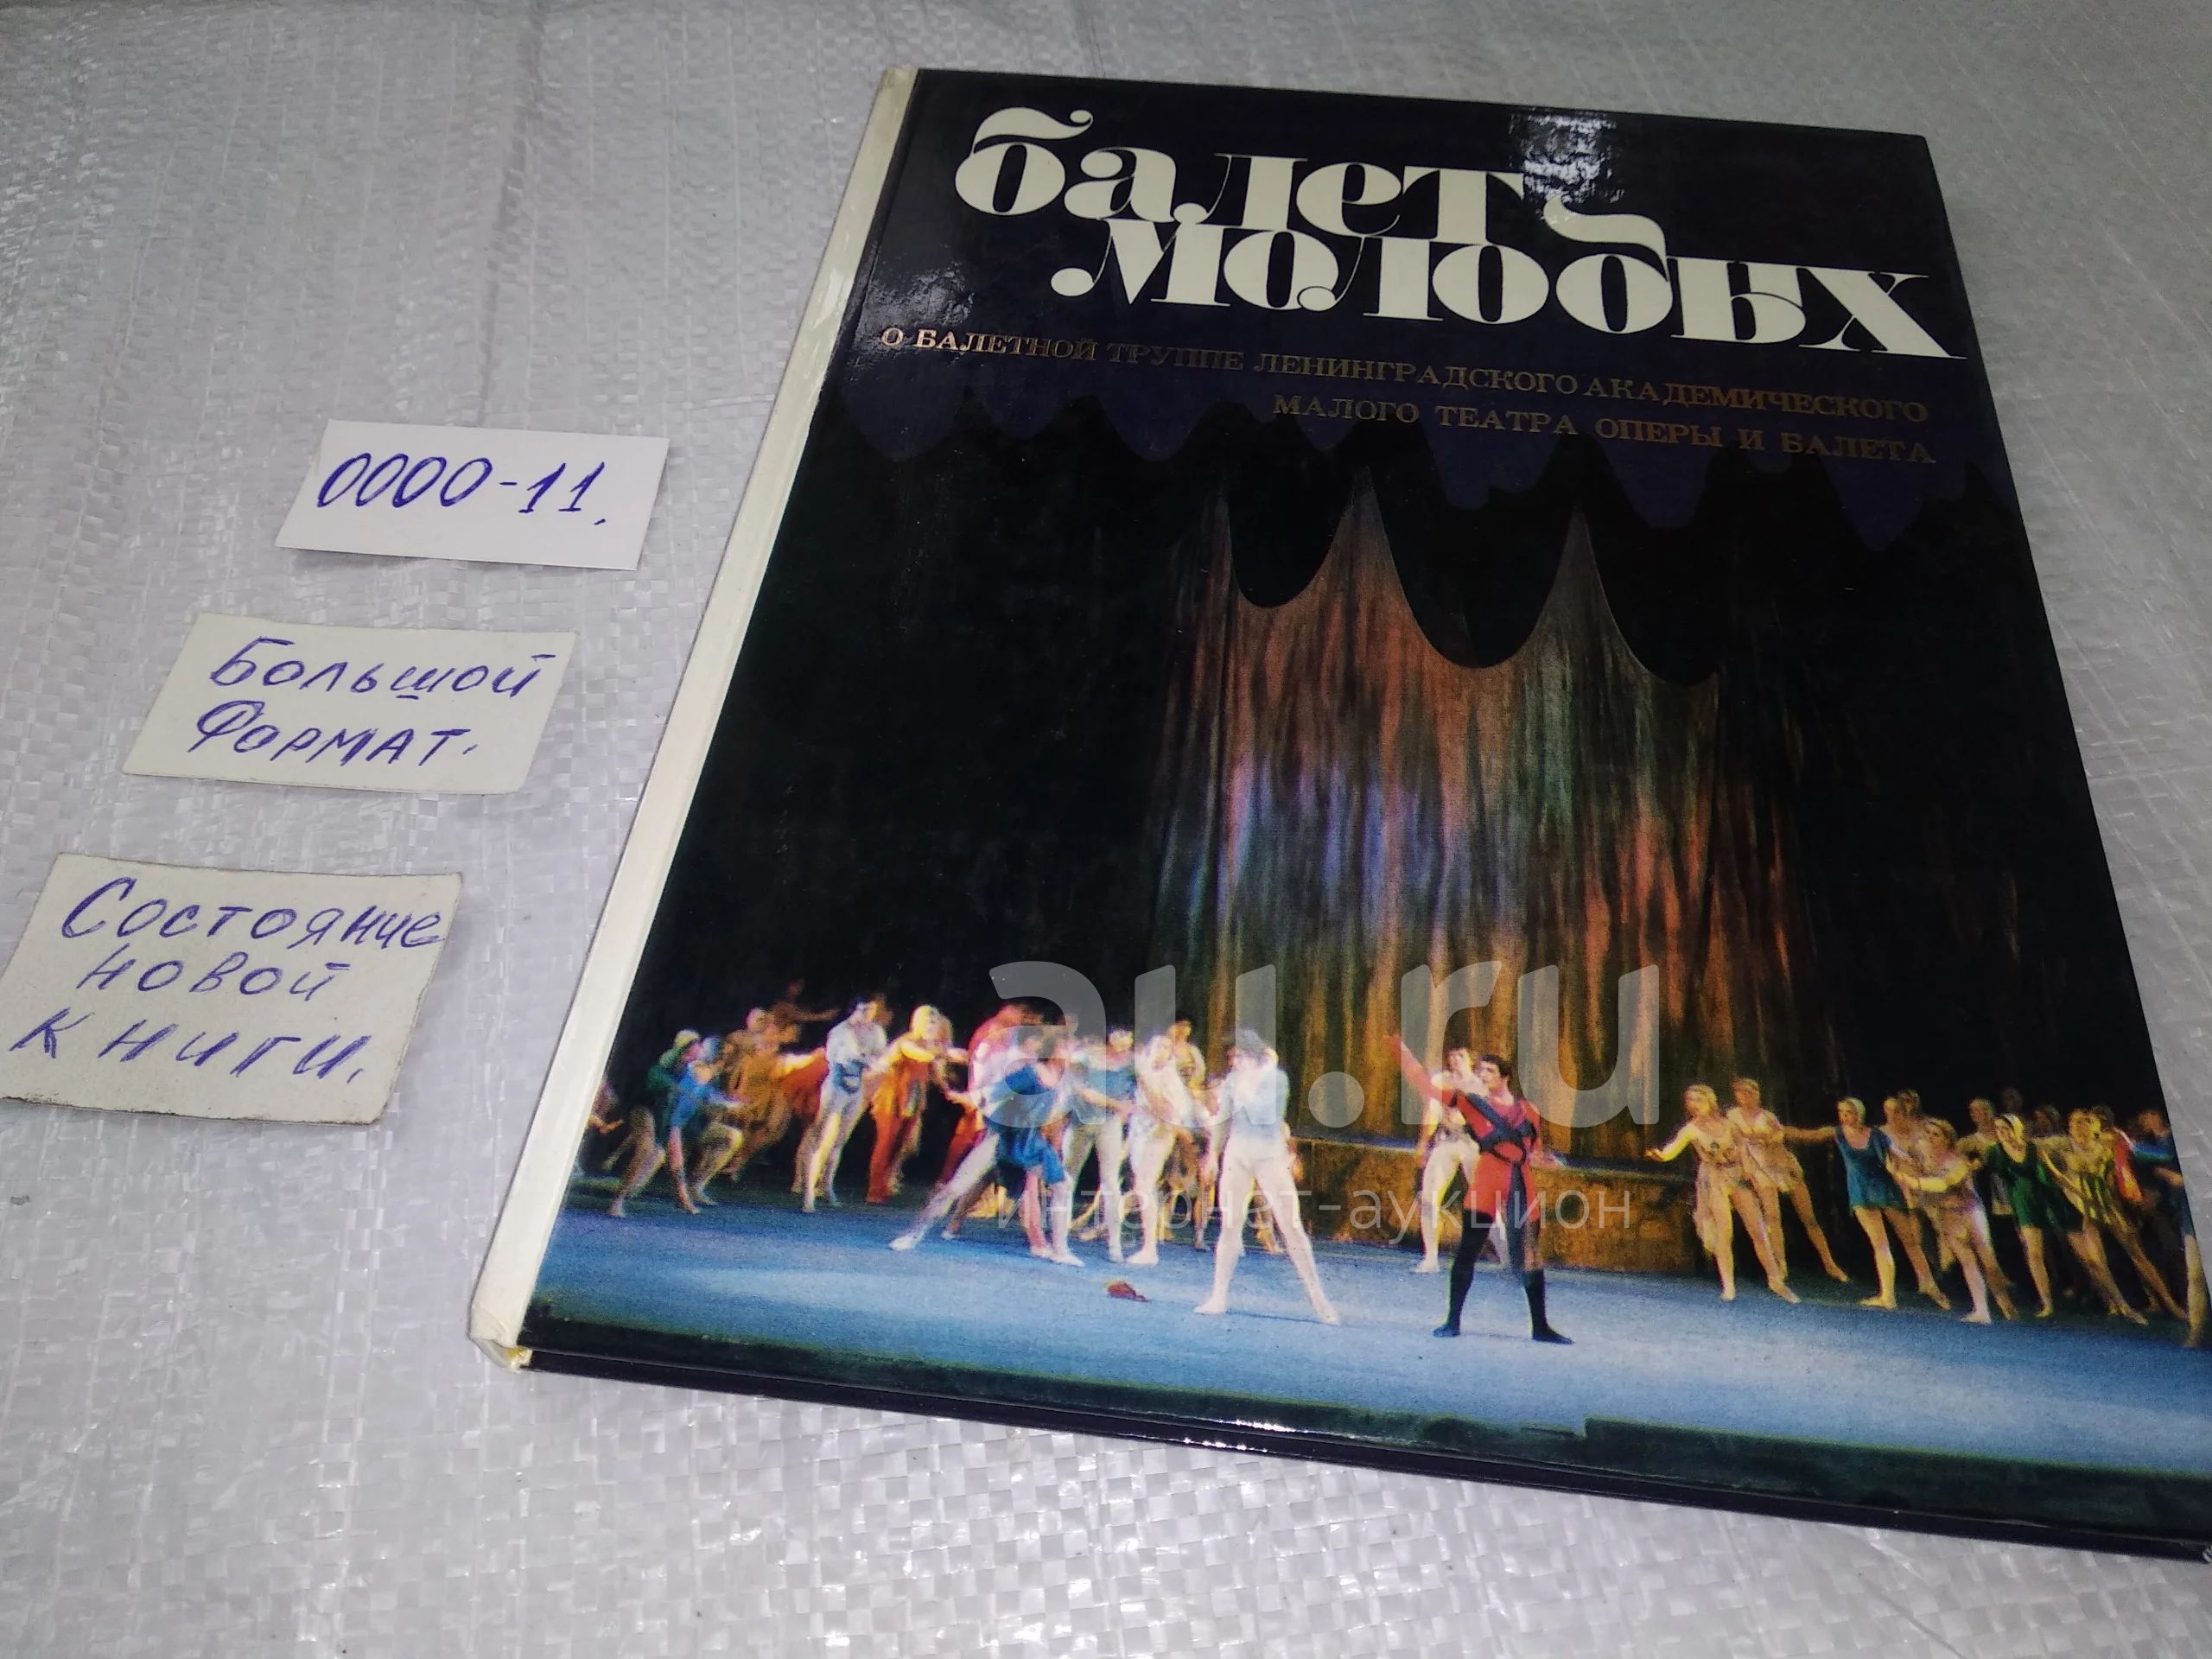 балет
молодых
О БАЛЕТНОЙ ТРУППЕ ЛЕНИНГРАДСКОГО АКАДЕМИЧЕСКОГО
МАЛОГО ТЕАТРА ОПЕРЫ И БАЛЕТА
0000-11.
Большой
Формат.
Состояние
новой
книги.
au.ru
интернет-аукцион